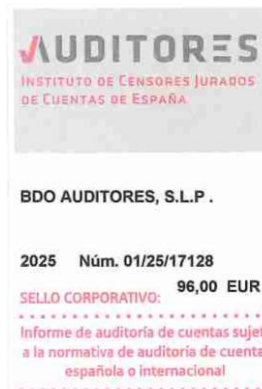 AUDITORES
INSTITUTO DE CENSORES JURADOS
DE CUENTAS DE ESPAÑA
BDO AUDITORES, S.L.P .
2025 Núm. 01/25/17128
96,00 EUR
SELLO CORPORATIVO:
Informe de auditoría de cuentas sujet
a la normativa de auditoría de cuenta
española o internacional